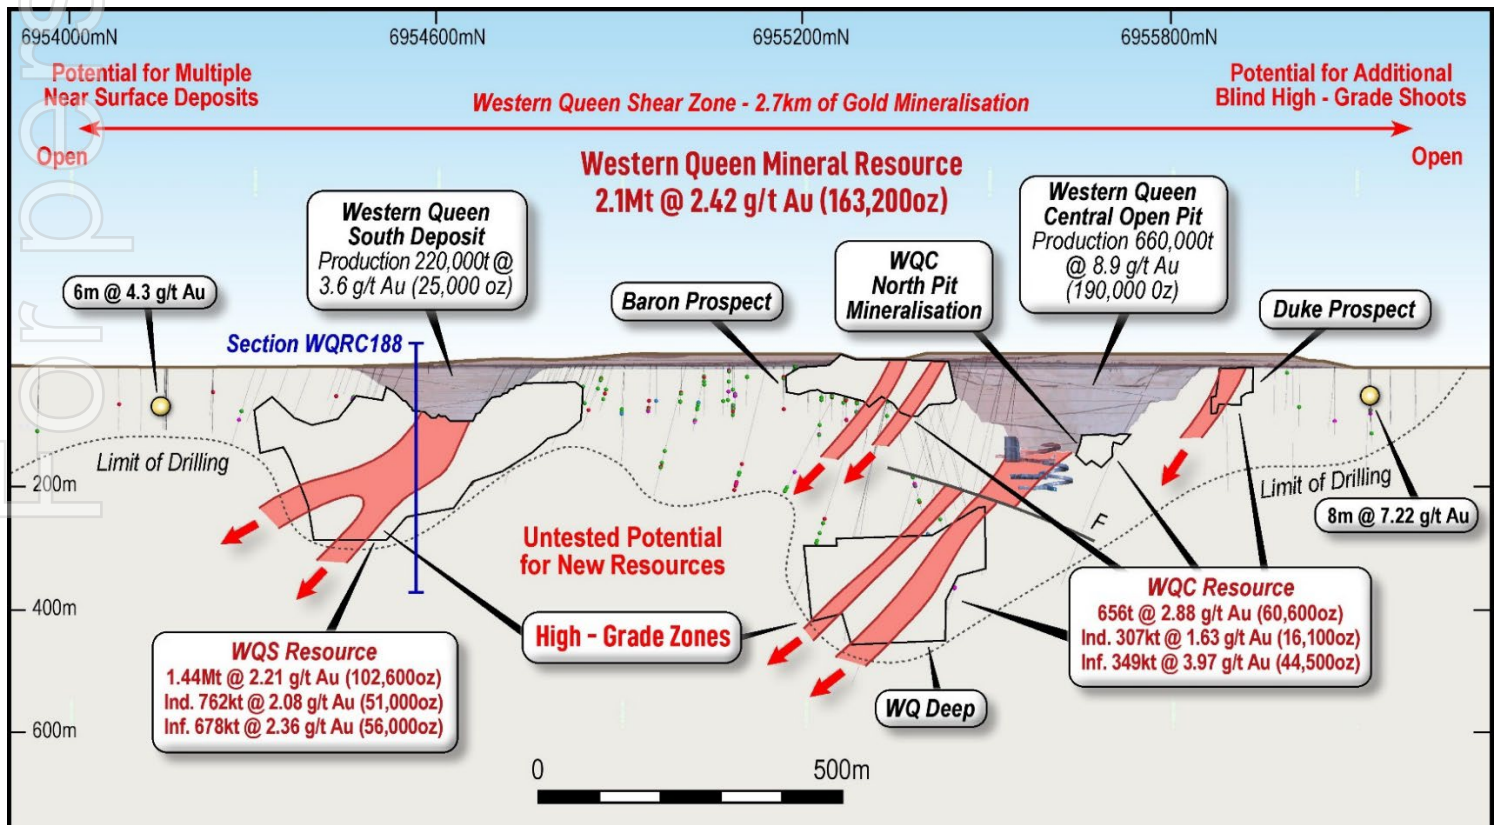 For pers
6954000mN
6954600mN
6955200mN
6955800mN
Potential for Multiple
Near Surface Deposits
Western Queen Shear Zone - 2.7km of Gold Mineralisation
Potential for Additional
Blind High - Grade Shoots
Open
Open
Western Queen Mineral Resource
2.1Mt @ 2.42 g/t Au (163,200oz)
Western Queen
South Deposit
Production 220,000t @
3.6 g/t Au (25,000 oz)
Western Queen
Central Open Pit
Production 660,000t
@ 8.9 g/t Au
(190,000 0z)
WQC
North Pit
Mineralisation
6m @ 4.3 g/t Au
Baron Prospect
Duke Prospect
Section WQRC188
Limit of Drilling
Limit of Drilling
200m
8m @ 7.22 g/t Au
F
Untested Potential
for New Resources
400m
High - Grade Zones
WQC Resource
656t @ 2.88 g/t Au (60,600oz)
Ind. 307kt @ 1.63 g/t Au (16,100oz)
Inf. 349kt @ 3.97 g/t Au (44,500oz)
WQS Resource
1.44Mt @ 2.21 g/t Au (102,600oz)
Ind. 762kt @ 2.08 g/t Au (51,000oz)
Inf. 678kt @ 2.36 g/t Au (56,000oz)
WQ Deep
600m
0
500m